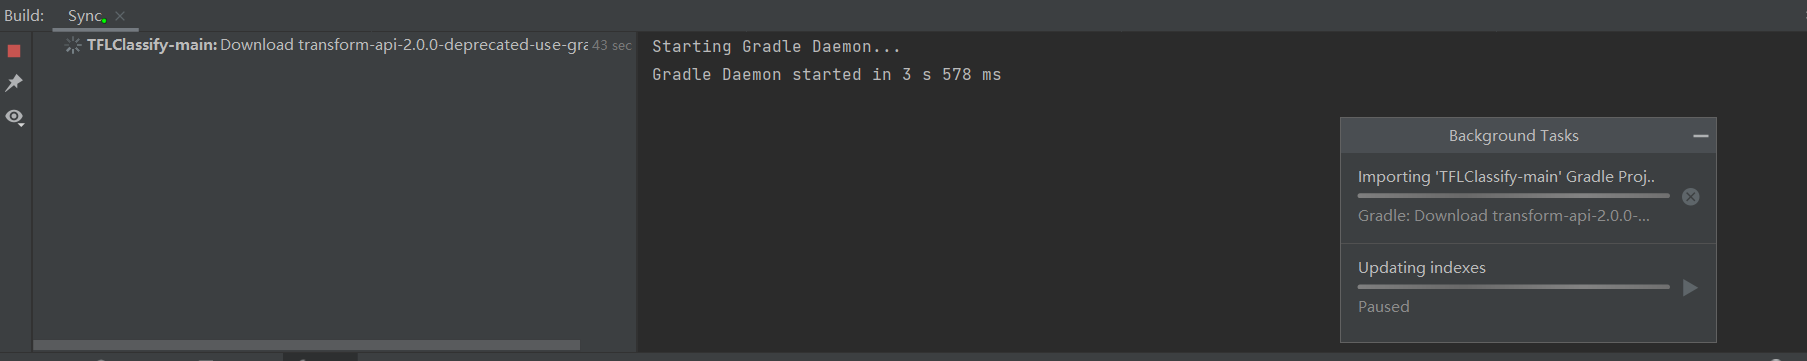 Build: Sync
TFLClassify-main: Download transform-api-2.0.0-deprecated-use-gra 43 sec
Starting Gradle Daemon...
Gradle Daemon started in 3 s 578 ms
Background Tasks
Importing 'TFLClassify-main' Gradle Proj..
Gradle: Download transform-api-2.0.0-...
Updating indexes
Paused